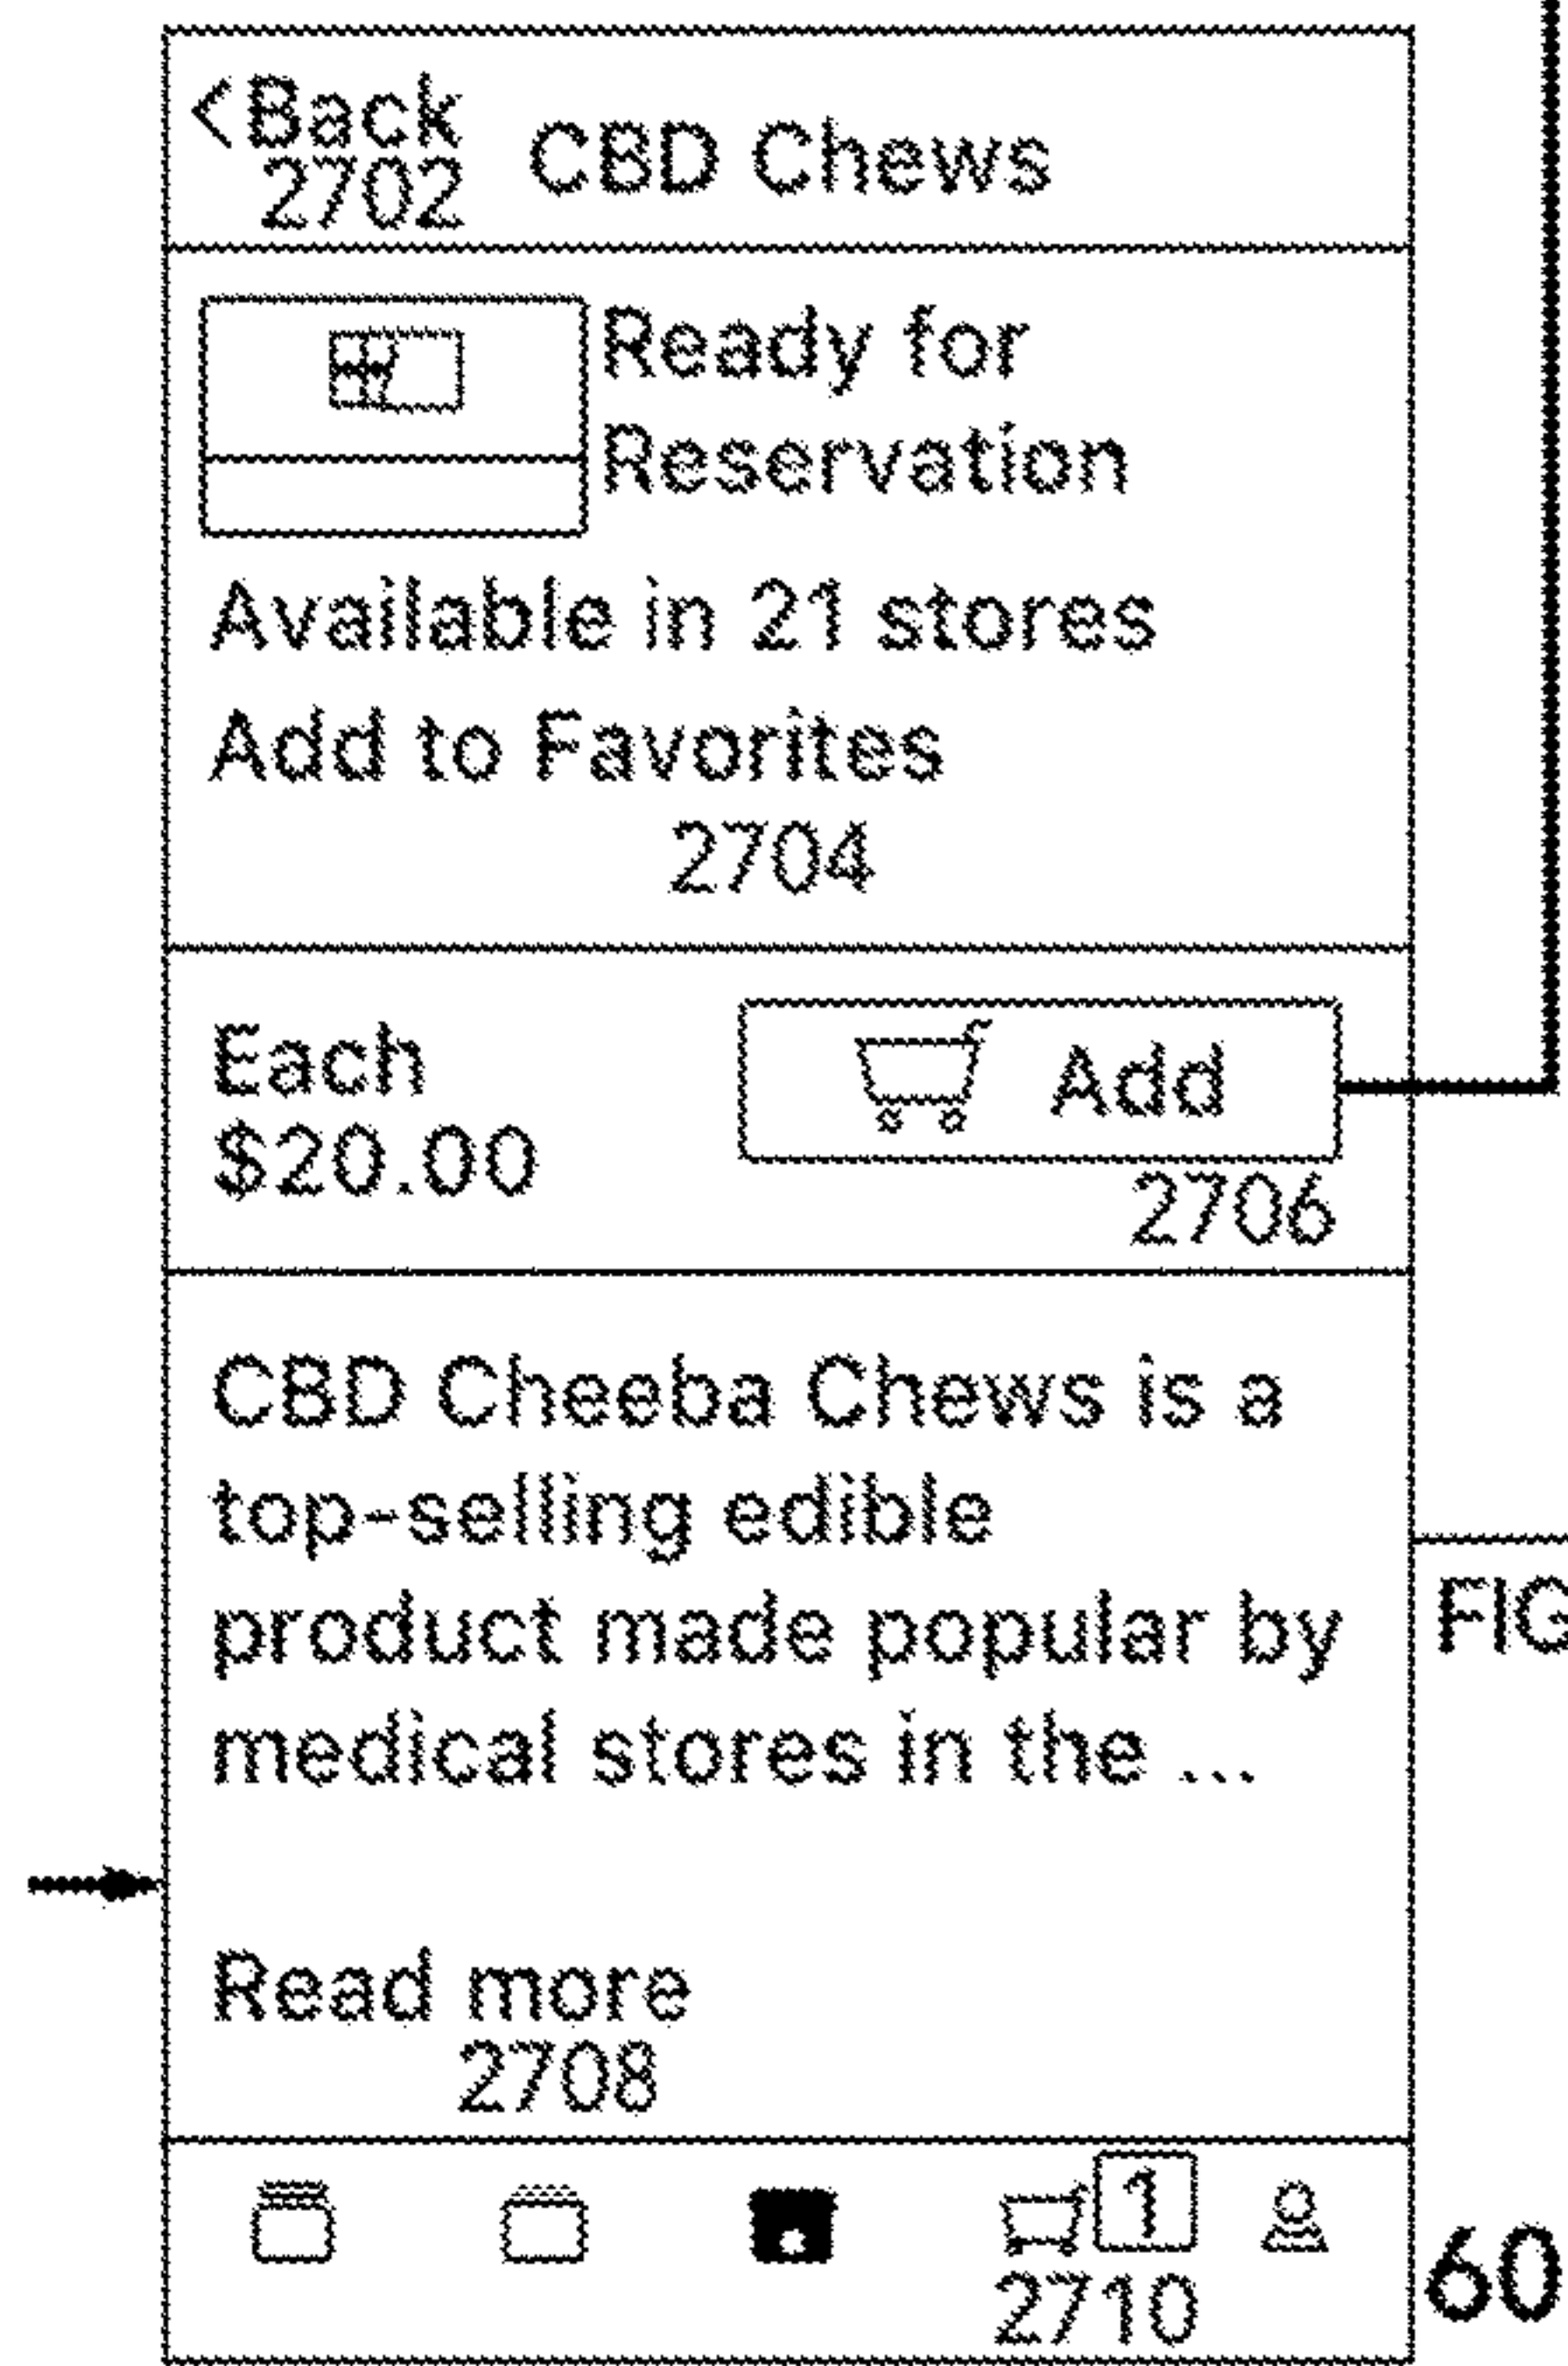 <Back
2702
CBD Chews
Ready for
Reservation
Available in 21 stores
Add to Favorites
2704
Each
$20.00
Add
2706
CBD Cheeba Chews is a
top-selling edible
product made popular by
medical stores in the ...
Read more
2708
1
2710
FIG
60